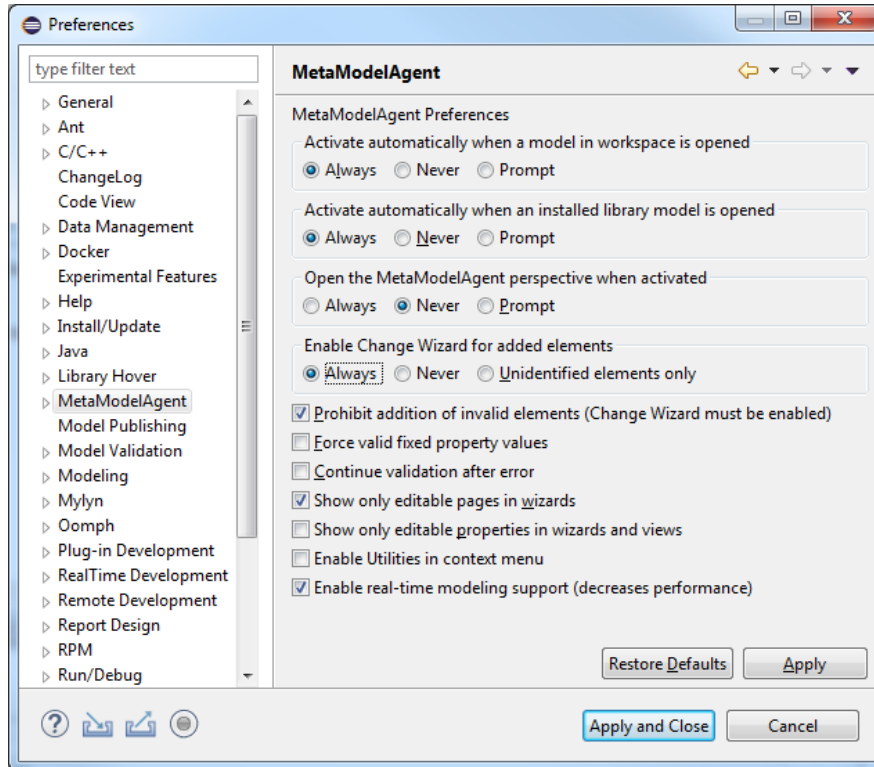 Preferences
type filter text
General
Ant
C/C++
ChangeLog
Code View
Data Management
Docker
Experimental Features
Help
Install/Update
Java
Library Hover
MetaModelAgent
Model Publishing
Model Validation
Modeling
Mylyn
Oomph
Plug-in Development
RealTime Development
Remote Development
Report Design
RPM
Run/Debug
MetaModelAgent
MetaModelAgent Preferences
Activate automatically when a model in workspace is opened
Always Never Prompt
Activate automatically when an installed library model is opened
Always Never Prompt
Open the MetaModelAgent perspective when activated
Always Never Prompt
Enable Change Wizard for added elements
Always Never Unidentified elements only
Prohibit addition of invalid elements (Change Wizard must be enabled)
Force valid fixed property values
Continue validation after error
Show only editable pages in wizards
Show only editable properties in wizards and views
Enable Utilities in context menu
Enable real-time modeling support (decreases performance)
Restore Defaults Apply
Apply and Close Cancel